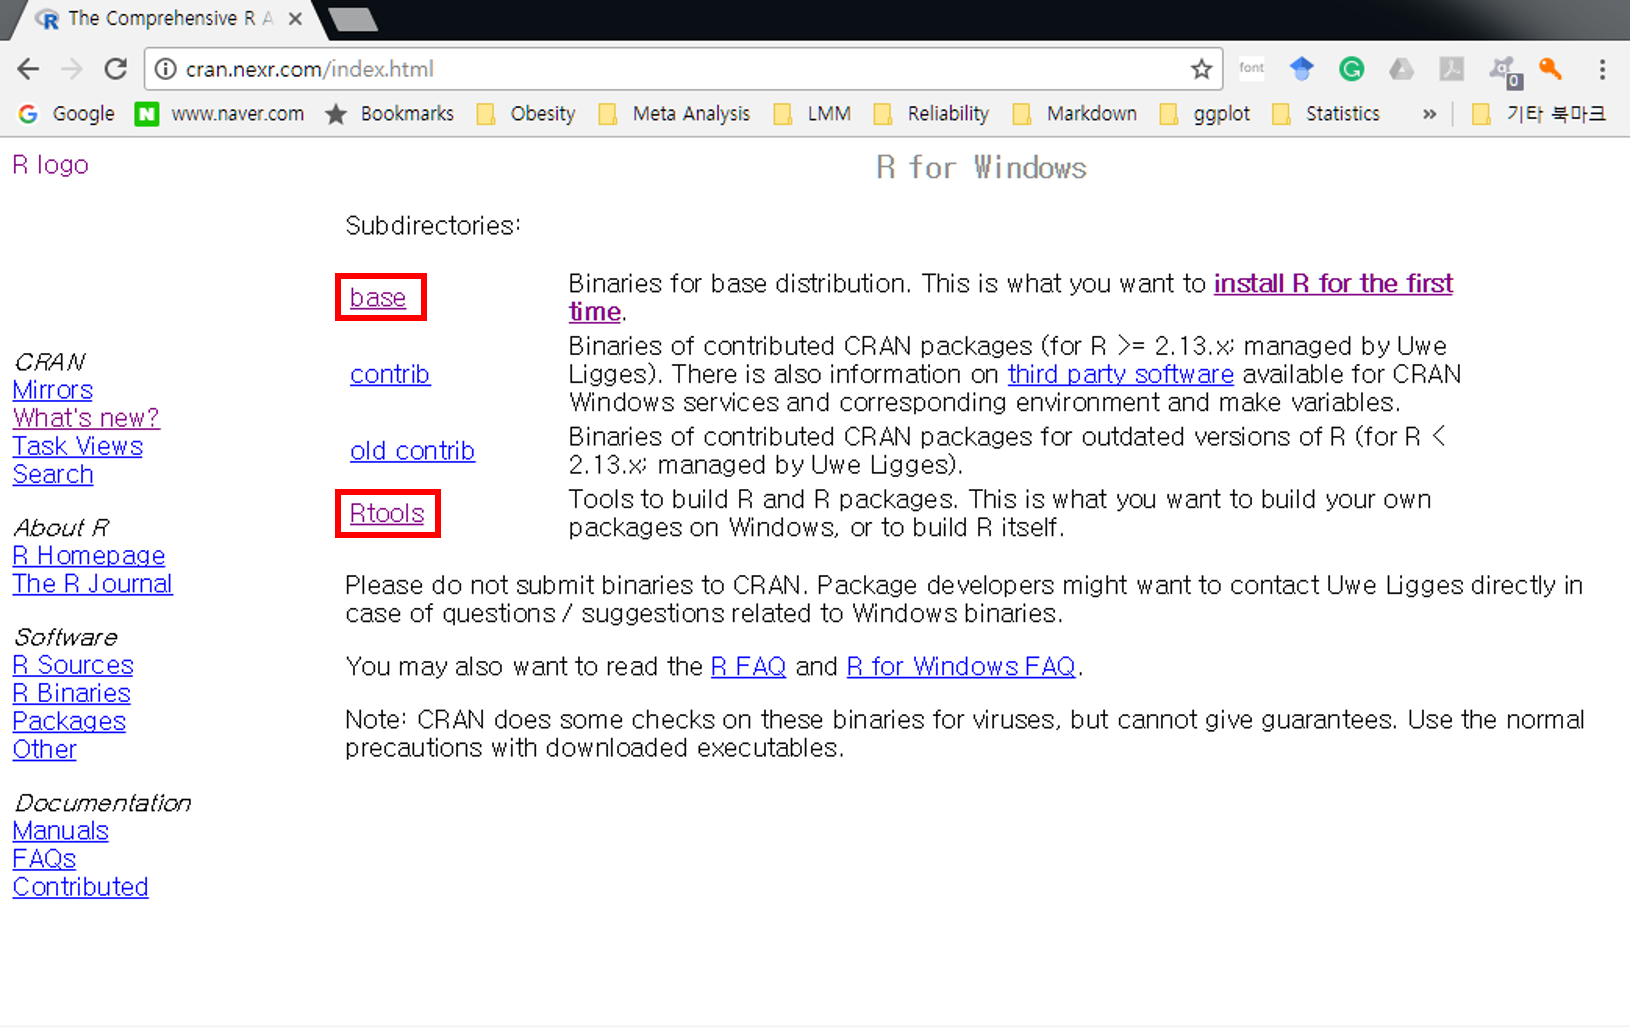 The Comprehensive R A
cran.nexr.com/index.html
font
0
Google www.naver.com Bookmarks Obesity Meta Analysis LMM Reliability Markdown ggplot Statistics » 기타 북마크
R logo
R for Windows
Subdirectories:
base
Binaries for base distribution. This is what you want to install R for the first
time.
contrib
Binaries of contributed CRAN packages (for R >= 2.13.x; managed by Uwe
Ligges). There is also information on third party software available for CRAN
Windows services and corresponding environment and make variables.
old contrib
Binaries of contributed CRAN packages for outdated versions of R (for R <
2.13.x; managed by Uwe Ligges).
Rtools
Tools to build R and R packages. This is what you want to build your own
packages on Windows, or to build R itself.
Please do not submit binaries to CRAN. Package developers might want to contact Uwe Ligges directly in
case of questions / suggestions related to Windows binaries.
You may also want to read the R FAQ and R for Windows FAQ.
Note: CRAN does some checks on these binaries for viruses, but cannot give guarantees. Use the normal
precautions with downloaded executables.
CRAN
Mirrors
What's new?
Task Views
Search
About R
R Homepage
The R Journal
Software
R Sources
R Binaries
Packages
Other
Documentation
Manuals
FAQs
Contributed